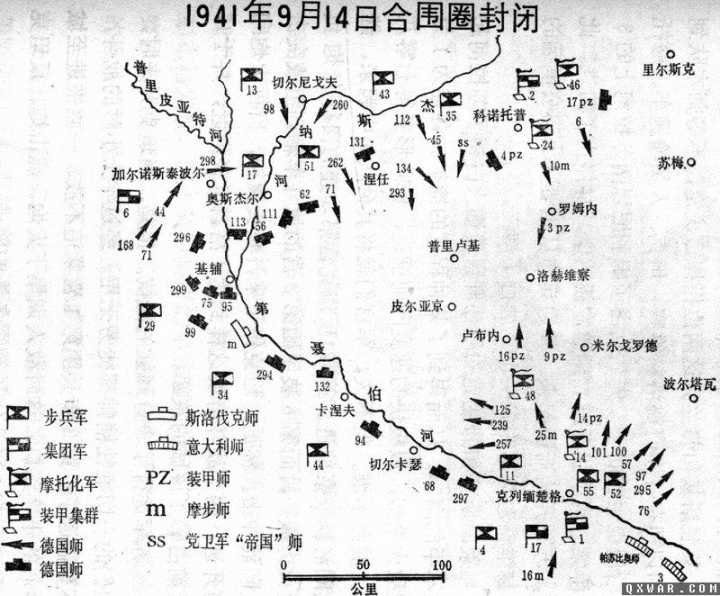 1941年9月14日合围圈封闭
普里皮亚特河
13
切尔尼戈夫
43
里尔斯克
2
46
17pz
98
260
纳
斯
杰
112
35
科诺托普
24
6
131
45
ss
4pz
苏梅
298
17
51
262
涅任
134
10m
加尔诺斯泰波尔
奥斯杰尔
河
62
71
293
罗姆内
6
44
111
56
3pz
168
71
296
113
普里卢基
基辅
洛赫维察
299
75
95
皮尔亚京
29
99
第
m
聂
卢布内
米尔戈罗德
16pz
9pz
294
132
34
卡涅夫
伯
48
波尔塔瓦
125
239
14pz
步兵军
斯洛伐克师
94
河
257
25m
101
100
集团军
意大利师
44
切尔卡瑟
14
57
97
摩托化军
PZ 装甲师
68
297
11
55
52
295
克列缅楚格
76
装甲集群
m 摩步师
4
17
1
德国师
ss 党卫军“帝国”师
帕苏比奥师
德国师
16m
3
0 50 100
公里
QXWAR.COM